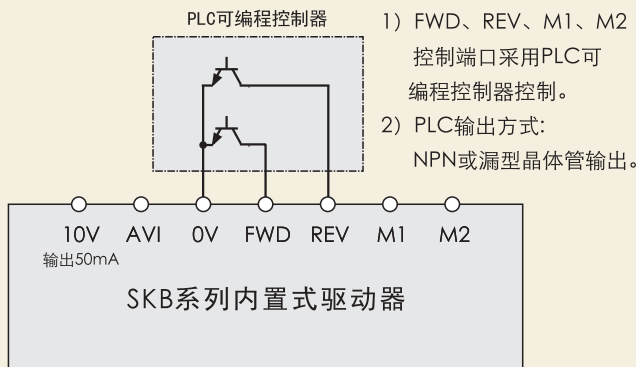 PLC可编程控制器
1) FWD、REV、M1、M2
控制端口采用PLC可
编程控制器控制。
2) PLC输出方式:
NPN或漏型晶体管输出。
10V AVI 0V FWD REV M1 M2
输出50mA
SKB系列内置式驱动器